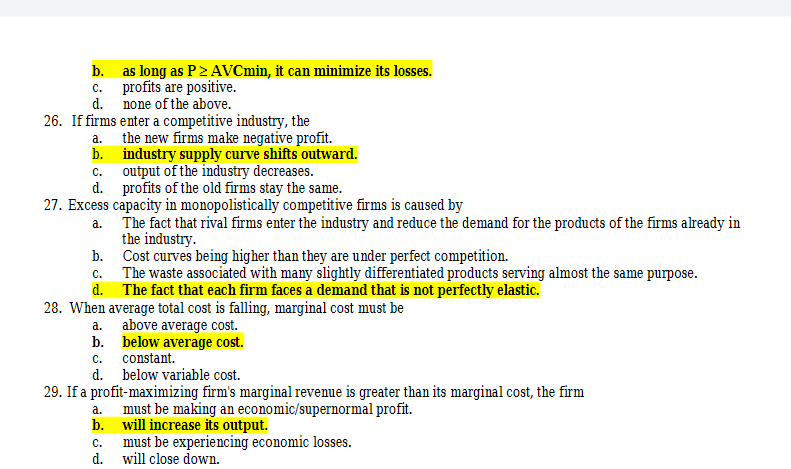 b. as long as P ≥ AVCmin, it can minimize its losses.
c. profits are positive.
d. none of the above.
26. If firms enter a competitive industry, the
a. the new firms make negative profit.
b. industry supply curve shifts outward.
c. output of the industry decreases.
d. profits of the old firms stay the same.
27. Excess capacity in monopolistically competitive firms is caused by
a. The fact that rival firms enter the industry and reduce the demand for the products of the firms already in
the industry.
b. Cost curves being higher than they are under perfect competition.
c. The waste associated with many slightly differentiated products serving almost the same purpose.
d. The fact that each firm faces a demand that is not perfectly elastic.
28. When average total cost is falling, marginal cost must be
a. above average cost.
b. below average cost.
c. constant.
d. below variable cost.
29. If a profit-maximizing firm's marginal revenue is greater than its marginal cost, the firm
a. must be making an economic/supernormal profit.
b. will increase its output.
c. must be experiencing economic losses.
d. will close down.